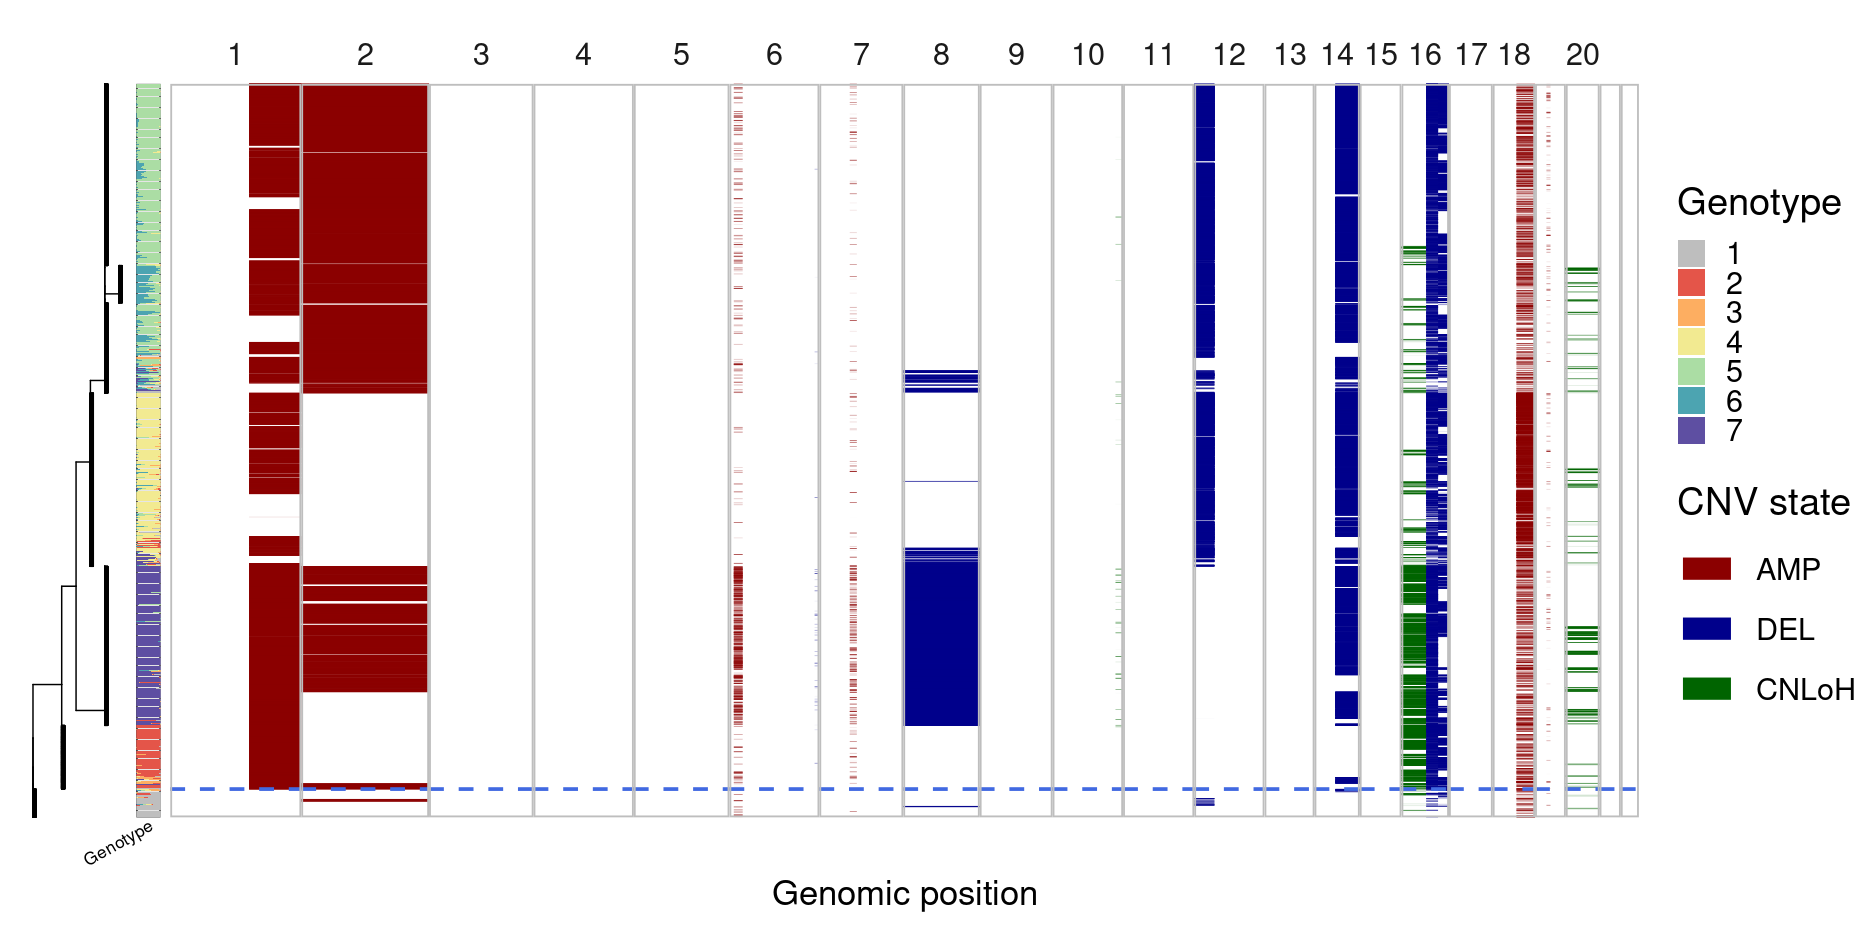 1 2 3 4 5 6 7 8 9 10 11 12 13 14 15 16 17 18 20
Genotype
1
2
3
4
5
6
7
CNV state
AMP
DEL
CNLoH
Genotype
Genomic position